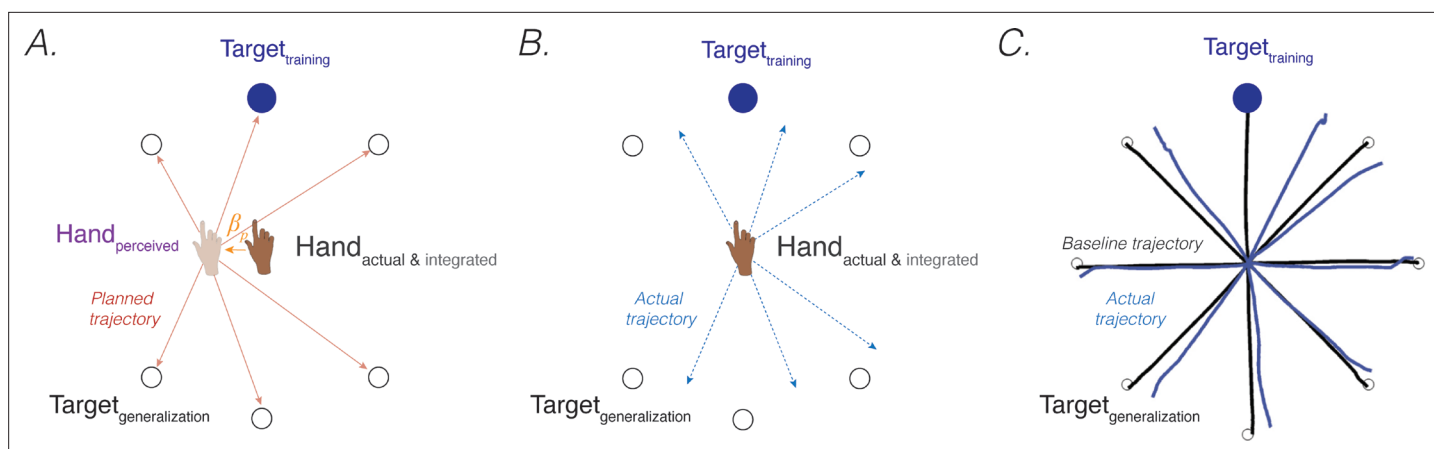 A.
Target training
Hand perceived
βp
Hand actual & integrated
Planned
trajectory
Target generalization
B.
Target training
Hand actual & integrated
Actual
trajectory
Target generalization
C.
Target training
Baseline trajectory
Actual
trajectory
Target generalization